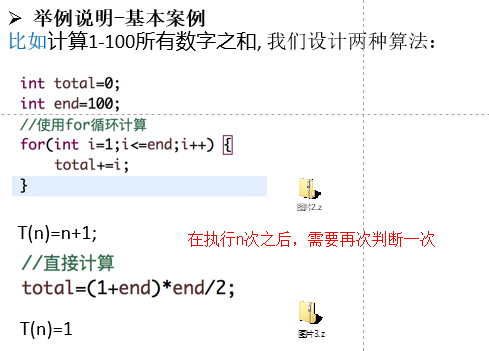 ➢ 举例说明-基本案例
比如计算1-100所有数字之和, 我们设计两种算法：
int total=0;
int end=100;
//使用for循环计算
for(int i=1;i<=end;i++) {
total+=i;
}
图片2.z
T(n)=n+1;
在执行n次之后，需要再次判断一次
//直接计算
total=(1+end)*end/2;
图片3.z
T(n)=1